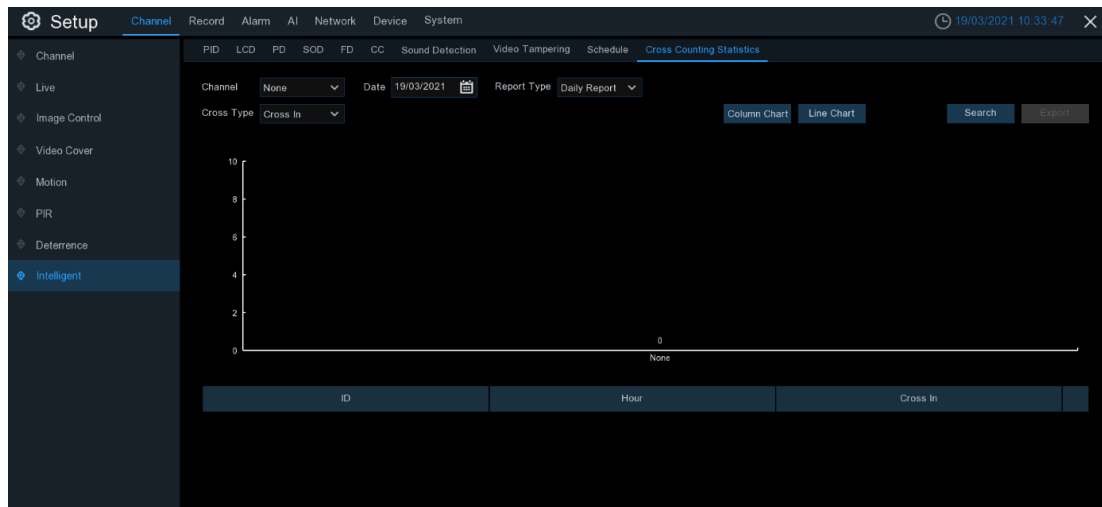 Setup Channel Record Alarm AI Network Device System 19/03/2021 10:33:47
Channel
Live
Image Control
Video Cover
Motion
PIR
Deterrence
Intelligent
PID LCD PD SOD FD CC Sound Detection Video Tampering Schedule Cross Counting Statistics
Channel None Date 19/03/2021 Report Type Daily Report
Cross Type Cross In Column Chart Line Chart Search Export
10
8
6
4
2
0
0
None
ID Hour Cross In